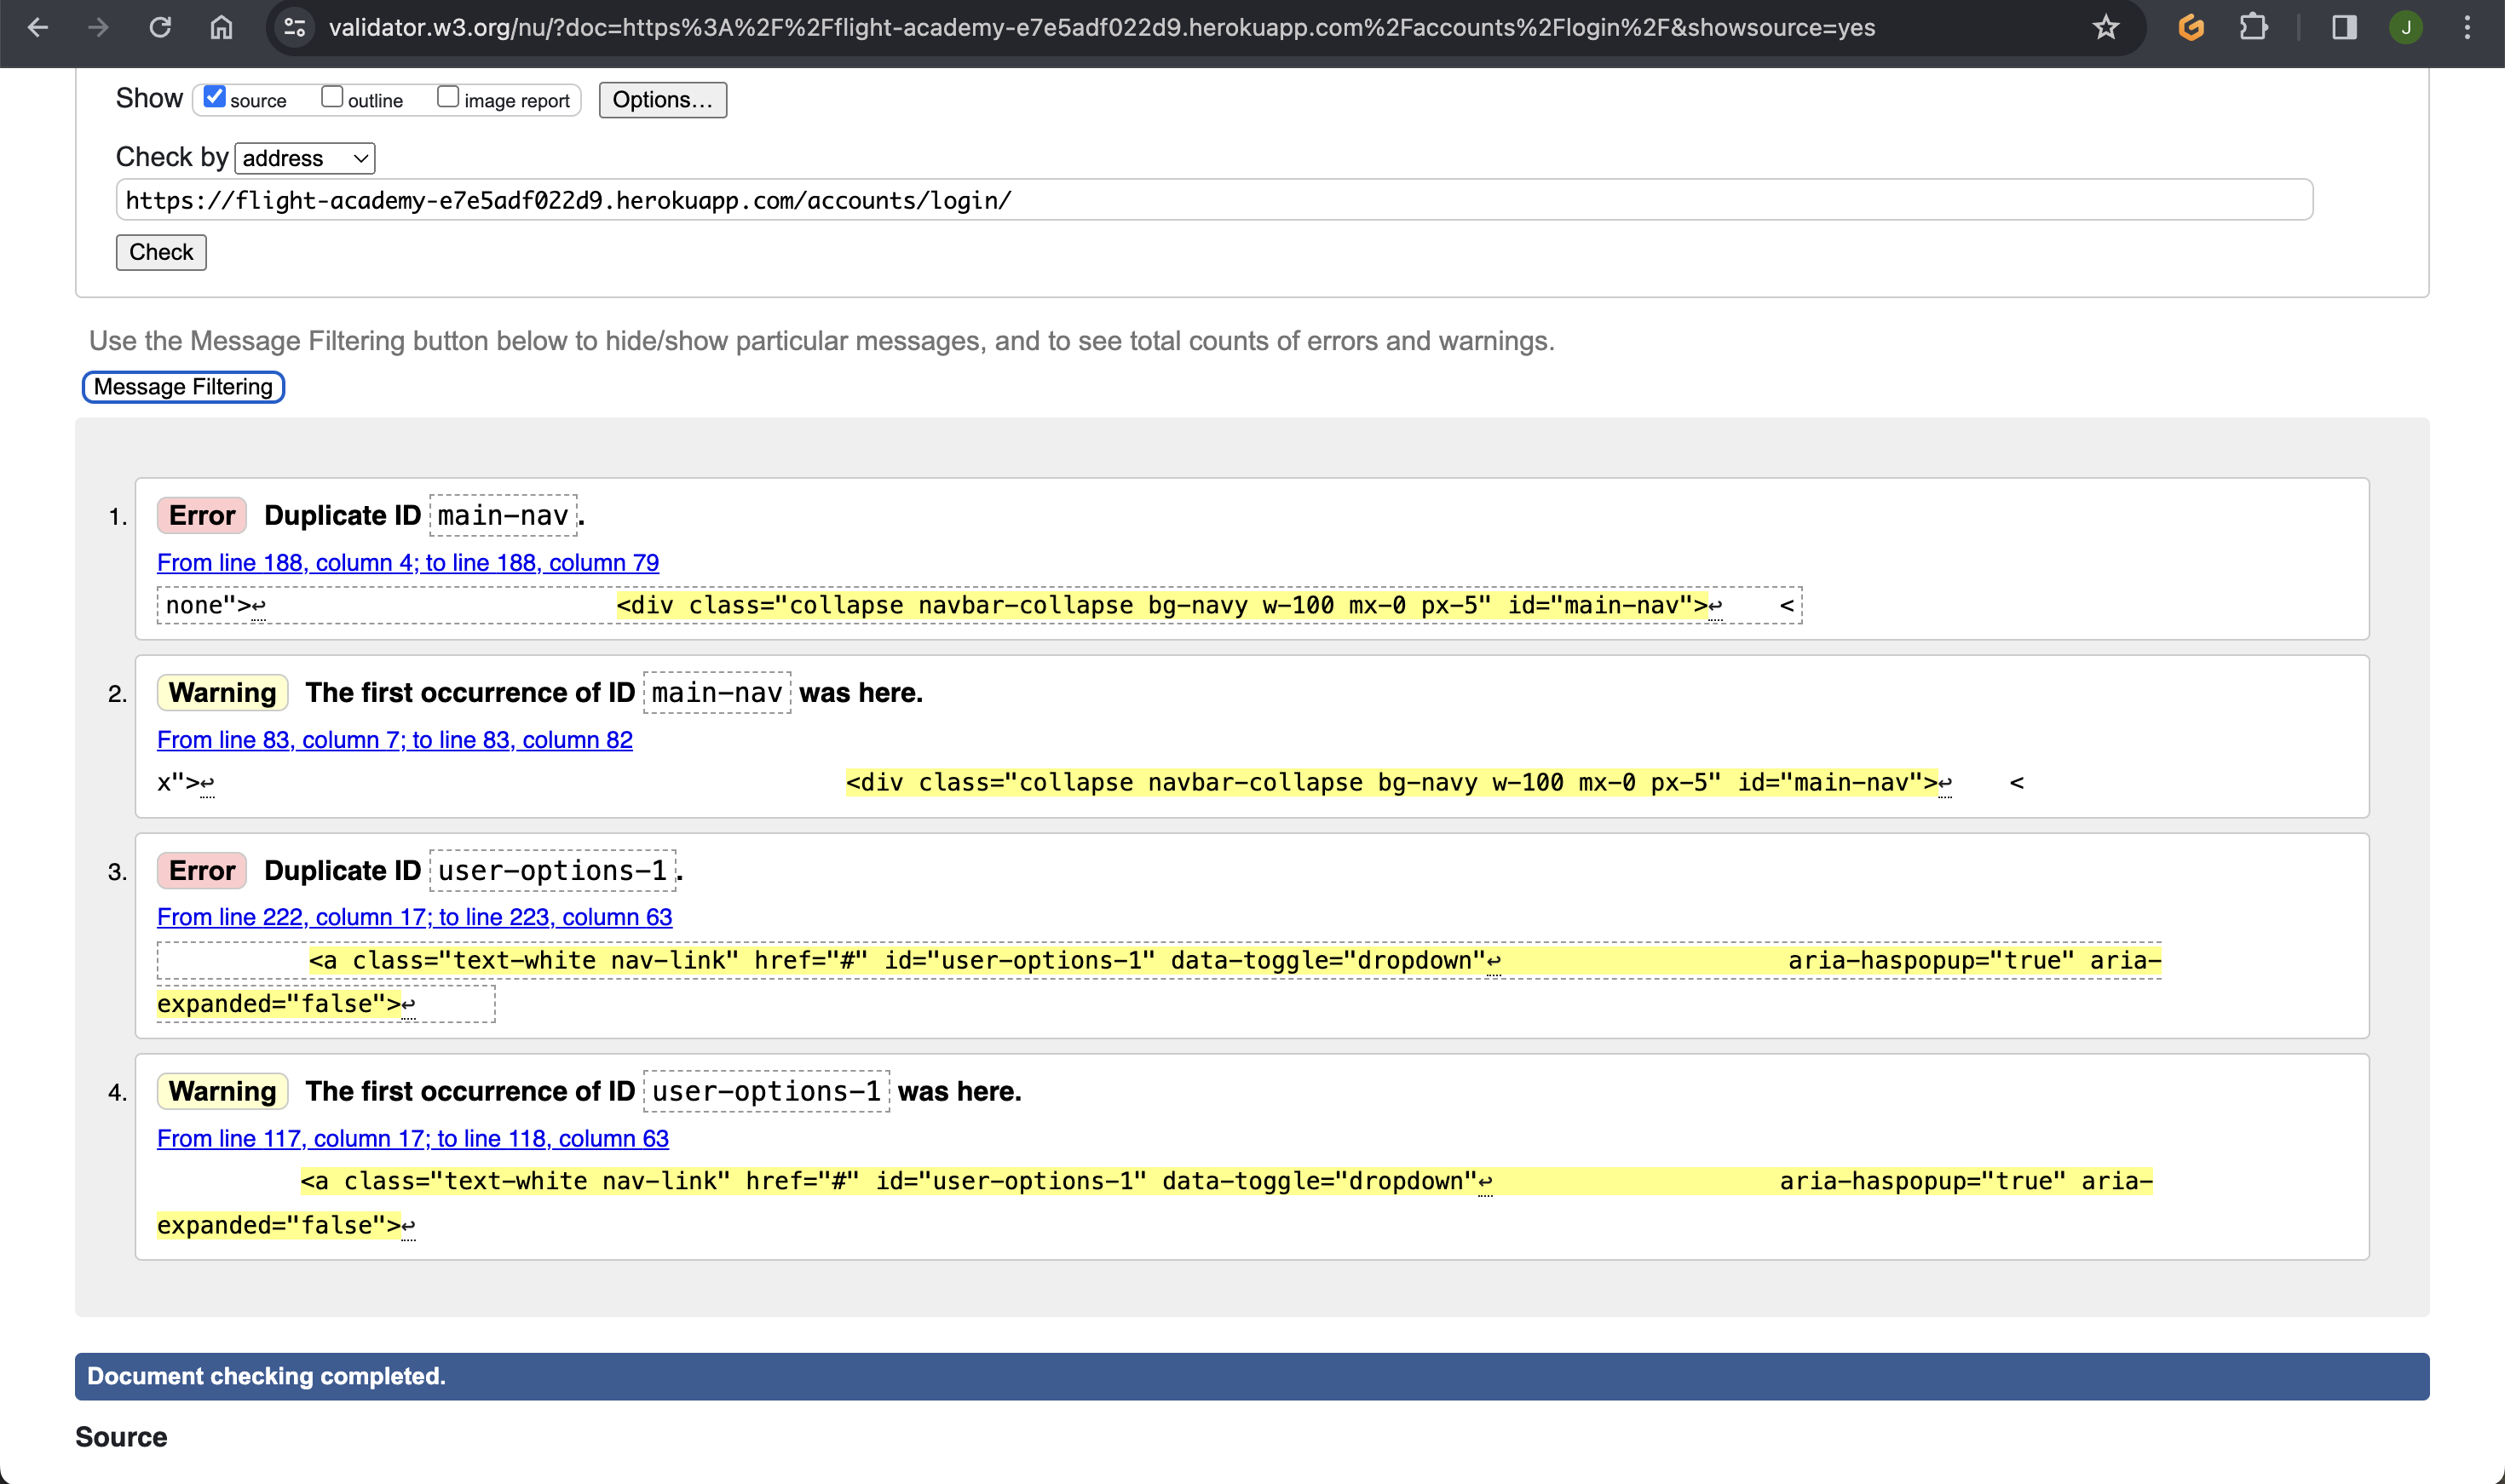 validator.w3.org/nu/?doc=https%3A%2F%2Fflight-academy-e7e5adf022d9.herokuapp.com%2Faccounts%2Flogin%2F&showsource=yes
J
Show source outline image report Options...
Check by address
https://flight-academy-e7e5adf022d9.herokuapp.com/accounts/login/
Check
Use the Message Filtering button below to hide/show particular messages, and to see total counts of errors and warnings.
Message Filtering
1. Error Duplicate ID main-nav.
From line 188, column 4; to line 188, column 79
none">↩ <div class="collapse navbar-collapse bg-navy w-100 mx-0 px-5" id="main-nav">↩ <
2. Warning The first occurrence of ID main-nav was here.
From line 83, column 7; to line 83, column 82
x">↩ <div class="collapse navbar-collapse bg-navy w-100 mx-0 px-5" id="main-nav">↩ <
3. Error Duplicate ID user-options-1.
From line 222, column 17; to line 223, column 63
<a class="text-white nav-link" href="#" id="user-options-1" data-toggle="dropdown"↩ aria-haspopup="true" aria-
expanded="false">↩
4. Warning The first occurrence of ID user-options-1 was here.
From line 117, column 17; to line 118, column 63
<a class="text-white nav-link" href="#" id="user-options-1" data-toggle="dropdown"↩ aria-haspopup="true" aria-
expanded="false">↩
Document checking completed.
Source